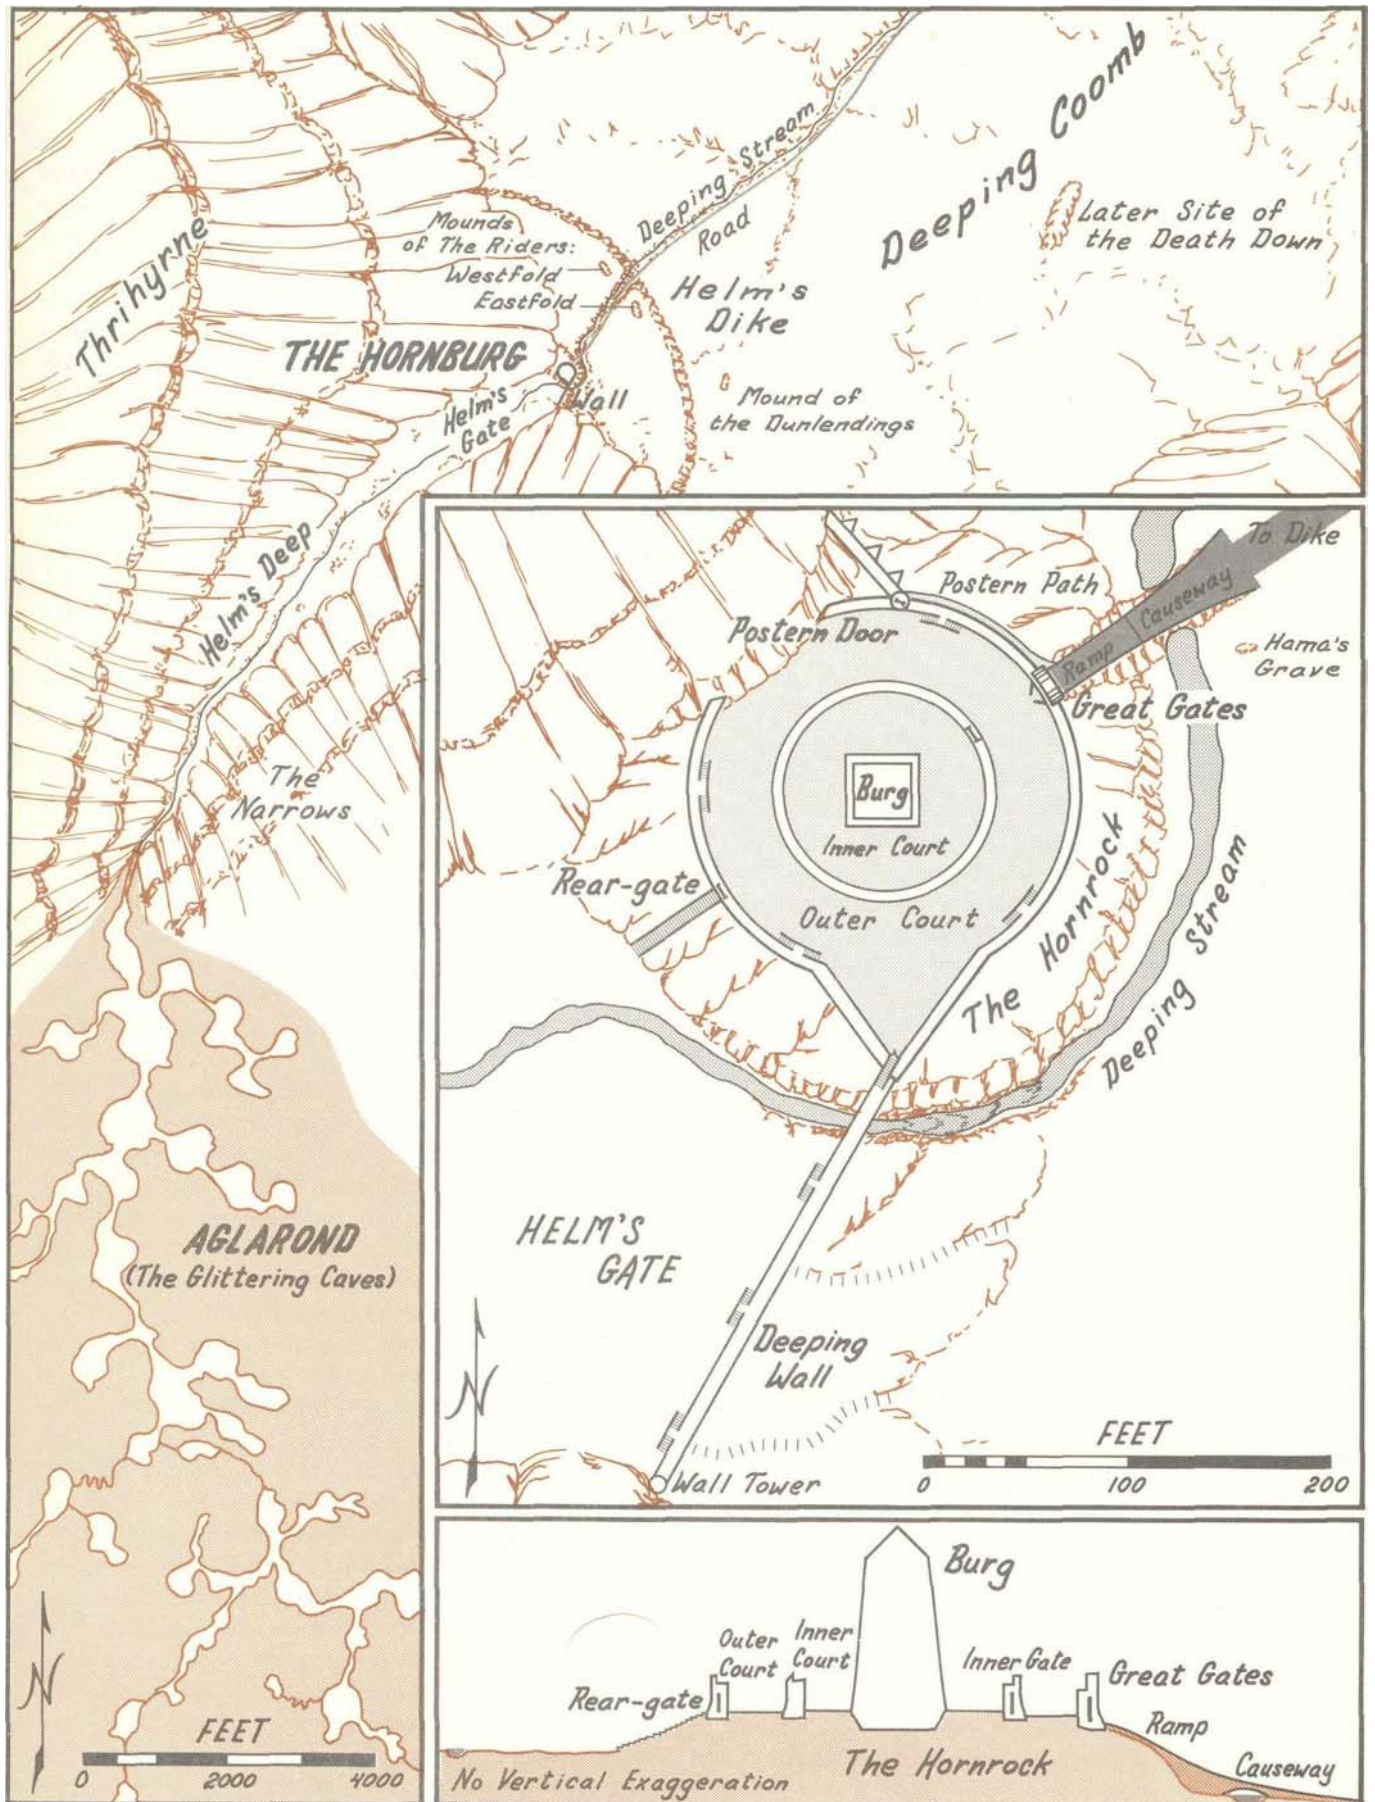 Deeping Coomb
Deeping Stream
Road
Mounds
of The Riders:
Westfold
Eastfold
Later Site of
the Death Down
Thrihyrne
Helm's
Dike
THE HORNBURG
Wall
Helm's
Gate
Mound of
the Dunlendings
Helm's Deep
The
Narrows
AGLAROND
(The Glittering Caves)
N
FEET
0 2000 4000
To Dike
Postern Path
Causeway
Ramp
Postern Door
Hama's
Grave
Great Gates
Burg
Inner Court
Rear-gate
Outer Court
The Hornrock
Deeping Stream
HELM'S
GATE
Deeping
Wall
N
FEET
Wall Tower
0 100 200
Burg
Outer
Court
Inner
Court
Inner Gate
Great Gates
Rear-gate
Ramp
The Hornrock
Causeway
No Vertical Exaggeration